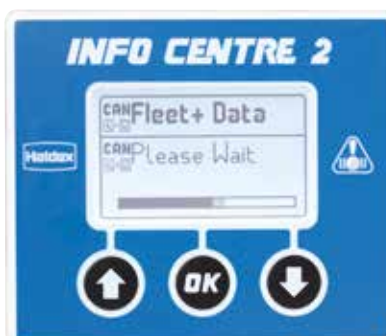 INFO CENTRE 2
CAN Fleet+ Data
Haldex
CAN Please Wait
OK